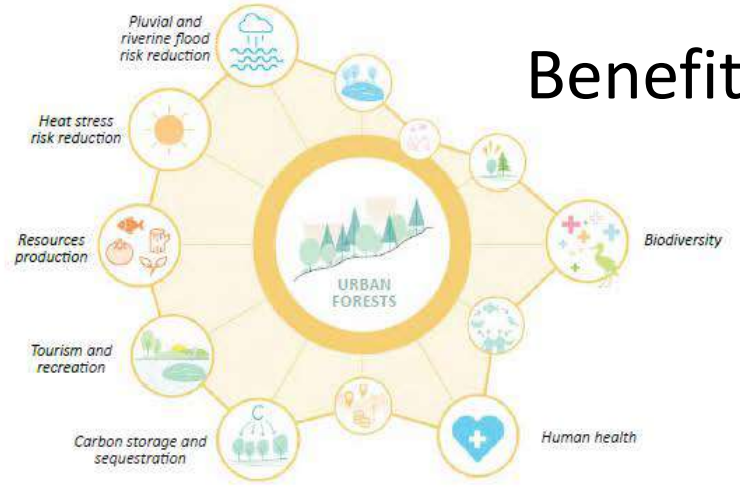 Pluvial and
riverine flood
risk reduction
Benefit
Heat stress
risk reduction
Resources
production
Biodiversity
URBAN
FORESTS
Tourism and
recreation
C
Carbon storage and
sequestration
Human health